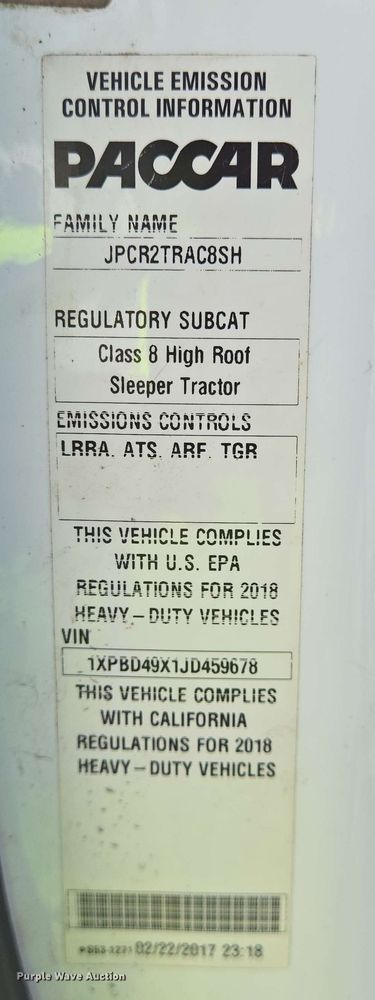 VEHICLE EMISSION
CONTROL INFORMATION
PACCAR
FAMILY NAME
JPCR2TRAC8SH
REGULATORY SUBCAT
Class 8 High Roof
Sleeper Tractor
EMISSIONS CONTROLS
LRRA. ATS. ARF. TGR
THIS VEHICLE COMPLIES
WITH U.S. EPA
REGULATIONS FOR 2018
HEAVY-DUTY VEHICLES
VIN
1XPBD49X1JD459678
THIS VEHICLE COMPLIES
WITH CALIFORNIA
REGULATIONS FOR 2018
HEAVY-DUTY VEHICLES
02/22/2017 23:18
Purple Wave Auction